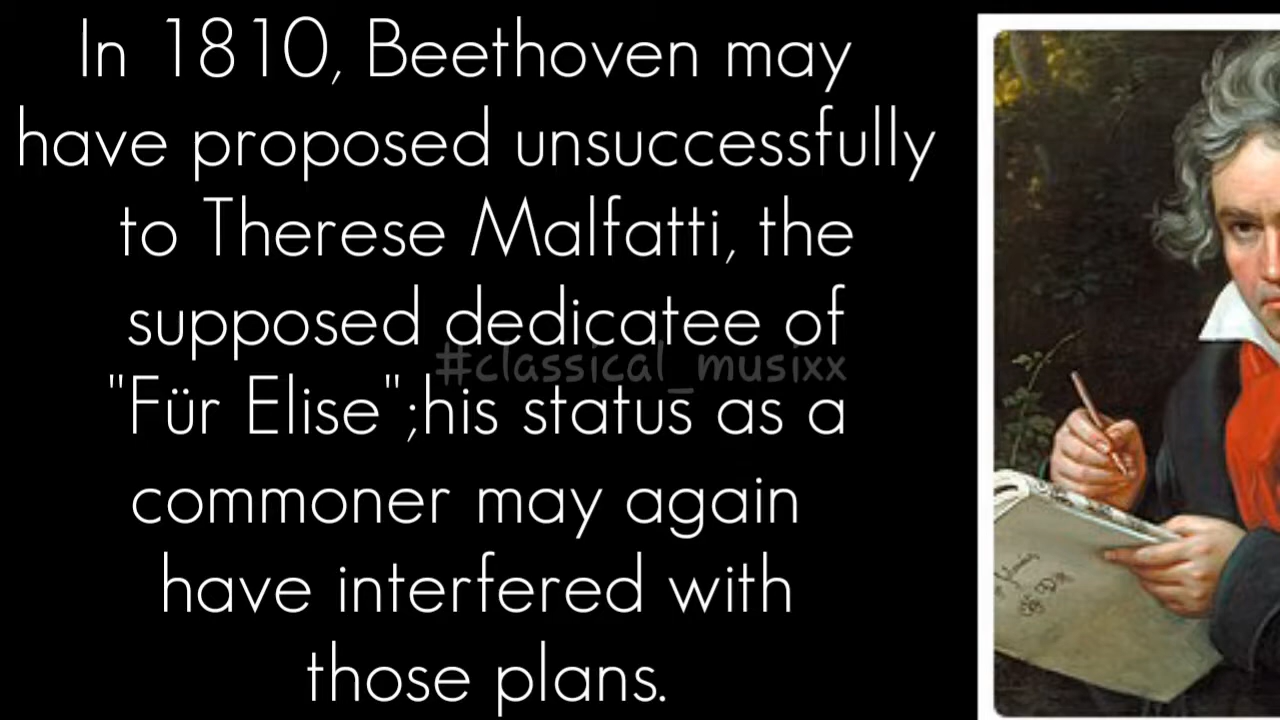 In 1810, Beethoven may
have proposed unsuccessfully
to Therese Malfatti, the
supposed dedicatee of
#classical_musixx
"Für Elise";his status as a
commoner may again
have interfered with
those plans.